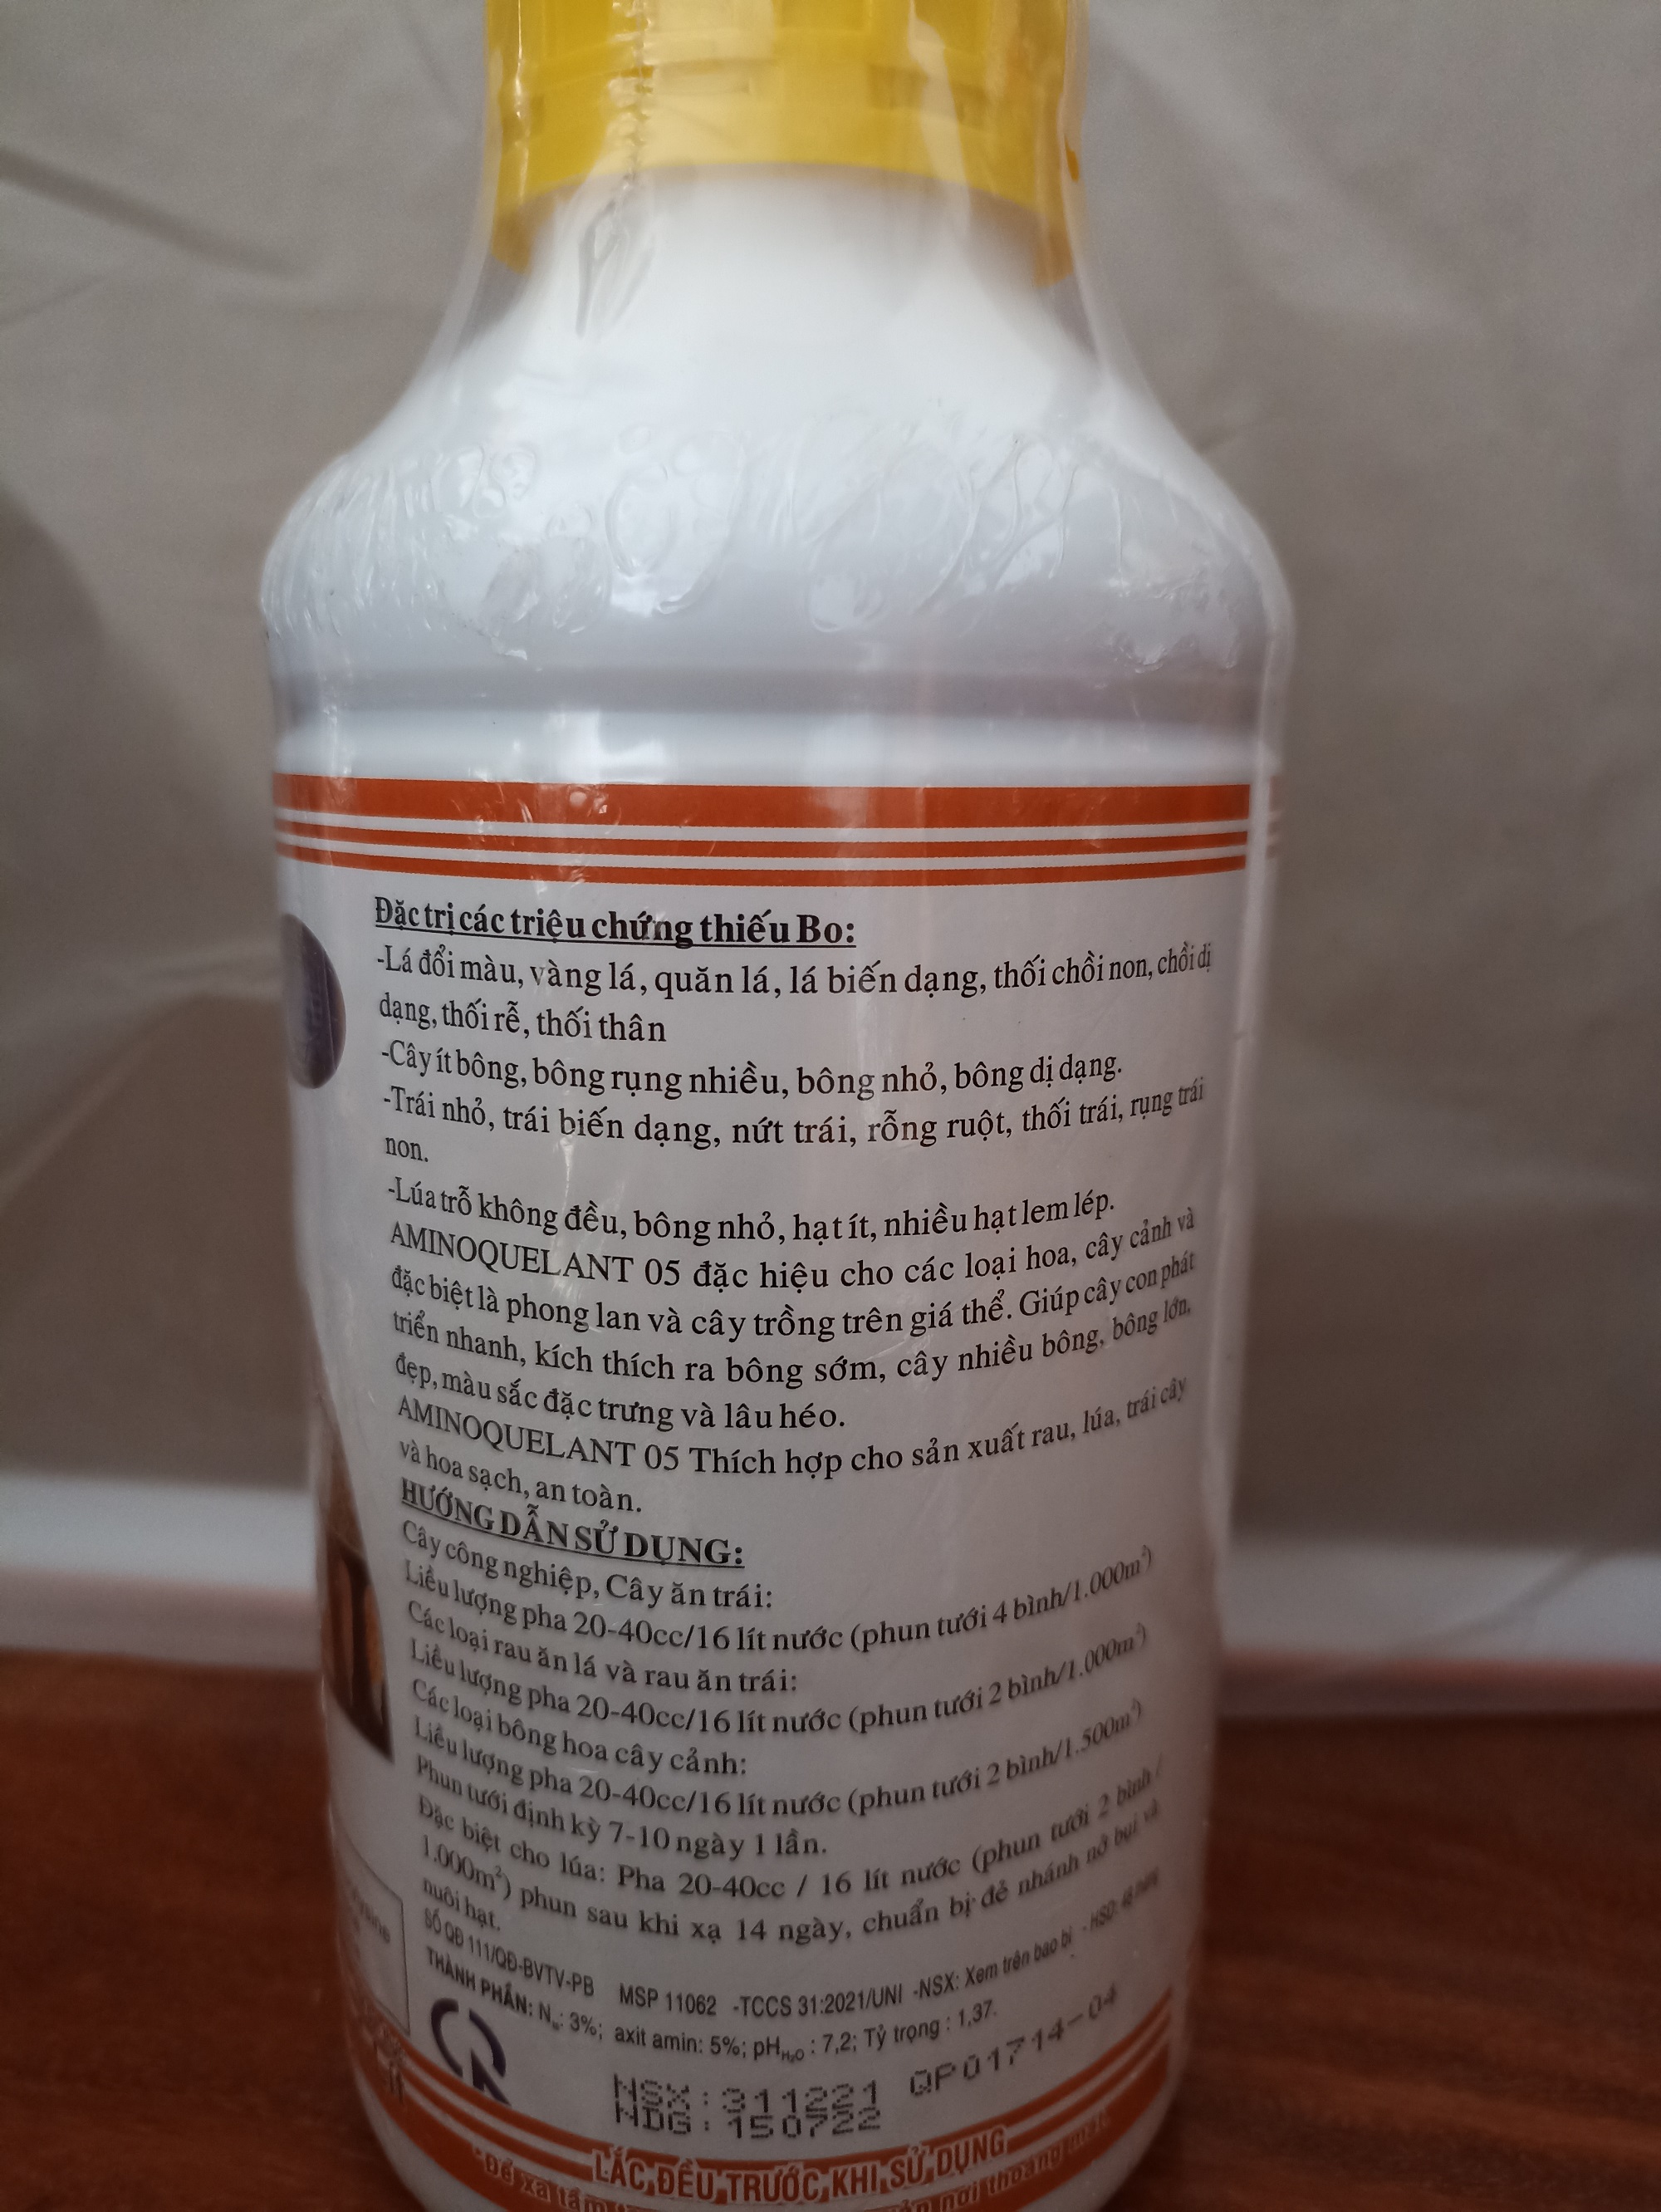 Đặc trị các triệu chứng thiếu Bo:
-Lá đổi màu, vàng lá, quăn lá, lá biến dạng, thối chồi non, chồi dị
dạng, thối rễ, thối thân
-Cây ít bông, bông rụng nhiều, bông nhỏ, bông dị dạng.
-Trái nhỏ, trái biến dạng, nứt trái, rỗng ruột, thối trái, rụng trái
non.
-Lúa trỗ không đều, bông nhỏ, hạt ít, nhiều hạt lem lép.
AMINOQUELANT 05 đặc hiệu cho các loại hoa, cây cảnh và
đặc biệt là phong lan và cây trồng trên giá thể. Giúp cây con phát
triển nhanh, kích thích ra bông sớm, cây nhiều bông, bông lớn,
đẹp, màu sắc đặc trưng và lâu héo.
AMINOQUELANT 05 Thích hợp cho sản xuất rau, lúa, trái cây
và hoa sạch, an toàn.
HƯỚNG DẪN SỬ DỤNG:
Cây công nghiệp, Cây ăn trái:
Liều lượng pha 20-40cc/16 lít nước (phun tưới 4 bình/1.000m²)
Các loại rau ăn lá và rau ăn trái:
Liều lượng pha 20-40cc/16 lít nước (phun tưới 2 bình/1.000m²)
Các loại bông hoa cây cảnh:
Liều lượng pha 20-40cc/16 lít nước (phun tưới 2 bình/1.500m²)
Phun tưới định kỳ 7-10 ngày 1 lần.
Đặc biệt cho lúa: Pha 20-40cc / 16 lít nước (phun tưới 2 bình /
1.000m²) phun sau khi xạ 14 ngày, chuẩn bị đẻ nhánh nở bụi và
nuôi hạt.
SỐ QĐ 111/QĐ-BVTV-PB MSP 11062 -TCCS 31:2021/UNI -NSX: Xem trên bao bì - HSD:
THÀNH PHẦN: N: 3%; axit amin: 5%; pHH₂O : 7,2; Tỷ trọng : 1,37.
NSX: 311221 QP01714-04
NDG: 150722
LẮC ĐỀU TRƯỚC KHI SỬ DỤNG
Để xa tầm nơi thoáng mát